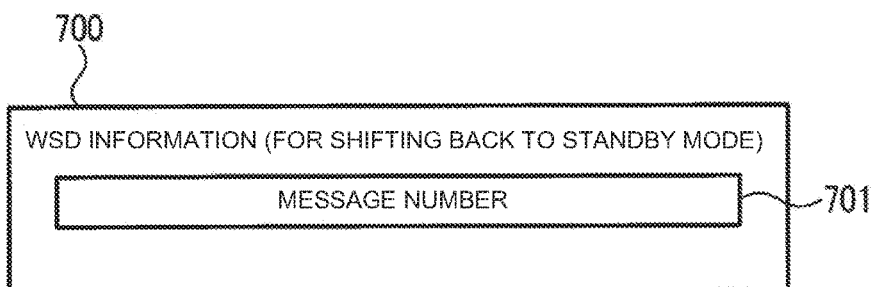 700
WSD INFORMATION (FOR SHIFTING BACK TO STANDBY MODE)
MESSAGE NUMBER
701